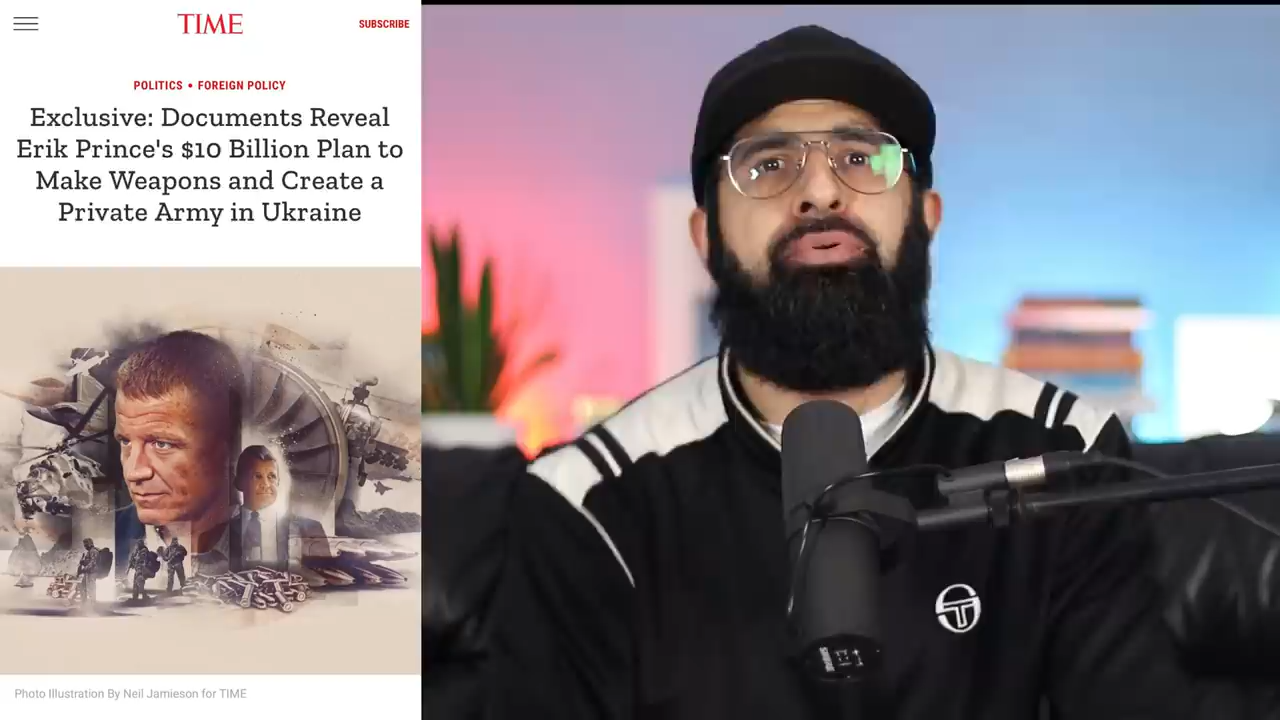 TIME
SUBSCRIBE
POLITICS • FOREIGN POLICY
Exclusive: Documents Reveal
Erik Prince's $10 Billion Plan to
Make Weapons and Create a
Private Army in Ukraine
Photo Illustration By Neil Jamieson for TIME